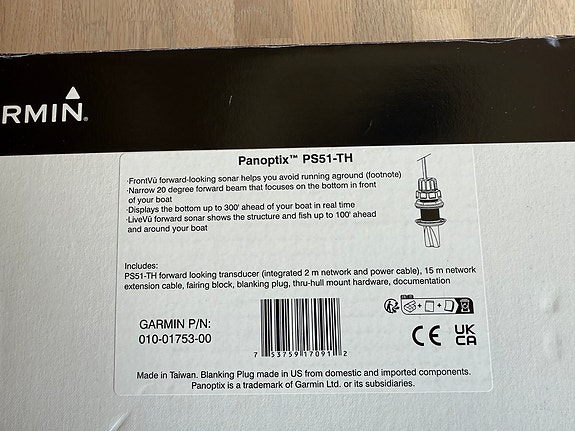 RMIN®
Panoptix™ PS51-TH
·FrontVü forward-looking sonar helps you avoid running aground (footnote)
·Narrow 20 degree forward beam that focuses on the bottom in front
of your boat
·Displays the bottom up to 300' ahead of your boat in real time
·LiveVü forward sonar shows the structure and fish up to 100' ahead
and around your boat
Includes:
PS51-TH forward looking transducer (integrated 2 m network and power cable), 15 m network
extension cable, fairing block, blanking plug, thru-hull mount hardware, documentation
GARMIN P/N:
010-01753-00
7 53759 17091 2
CE UK
CA
Made in Taiwan. Blanking Plug made in US from domestic and imported components.
Panoptix is a trademark of Garmin Ltd. or its subsidiaries.